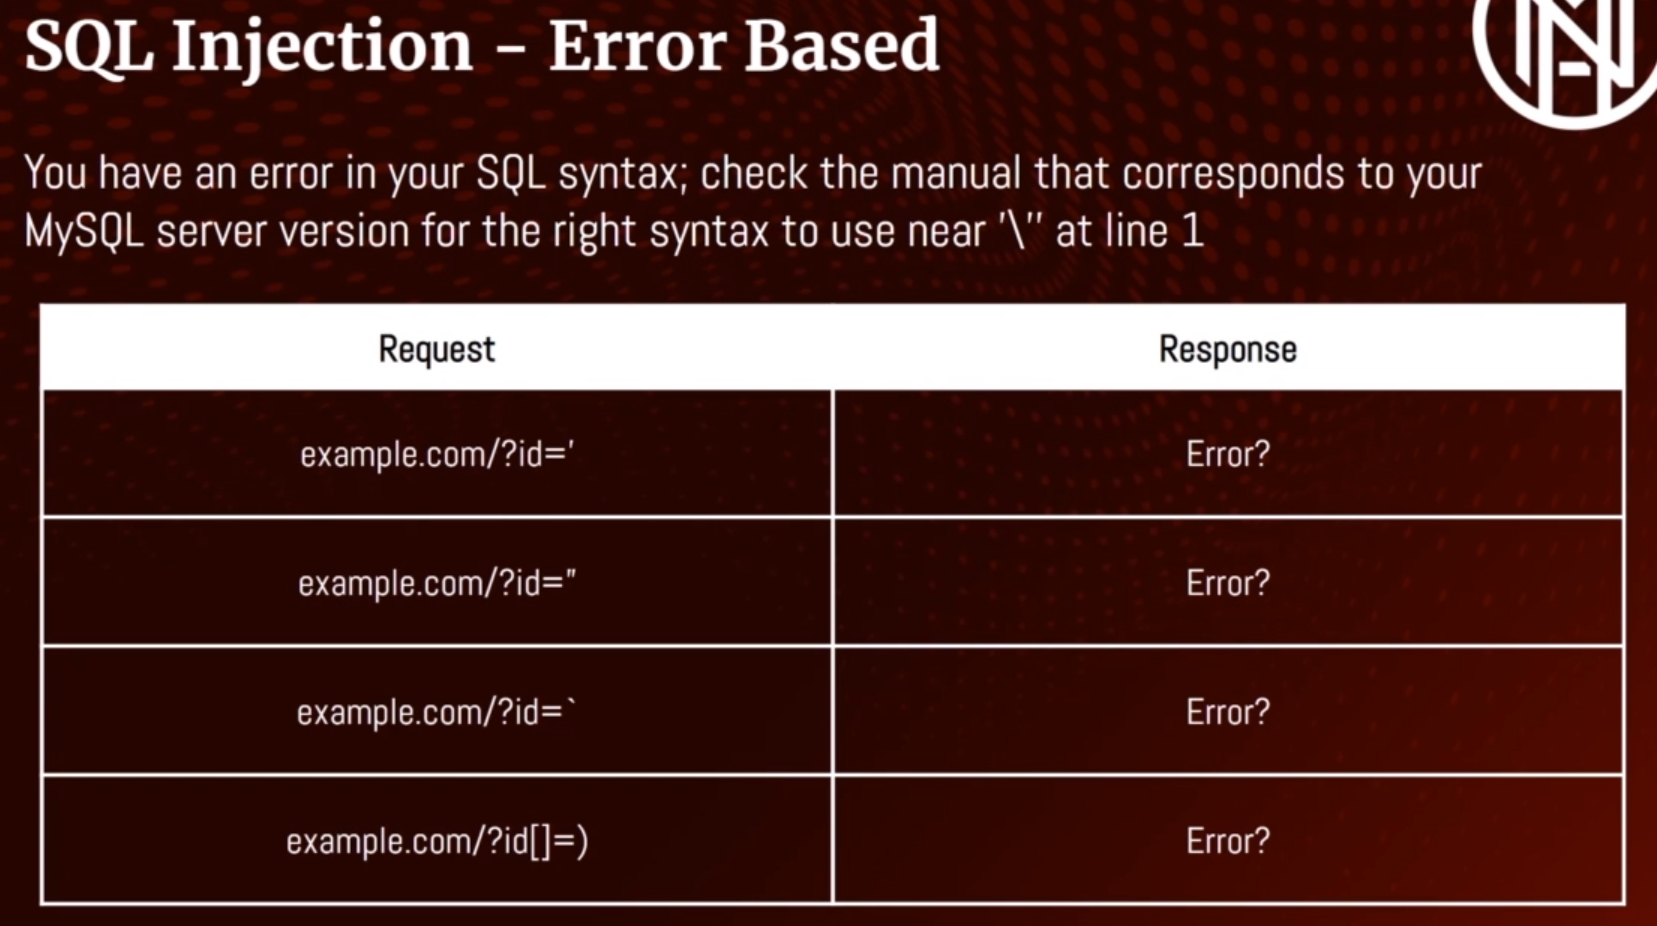 SQL Injection – Error Based
You have an error in your SQL syntax; check the manual that corresponds to your
MySQL server version for the right syntax to use near '\'' at line 1
Request Response
example.com/?id=' Error?
example.com/?id=" Error?
example.com/?id=` Error?
example.com/?id[]=) Error?